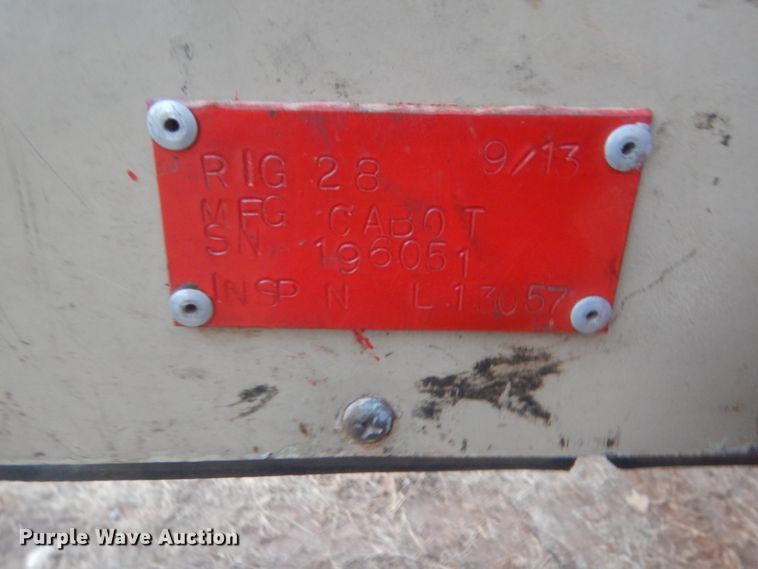 RIG 28 9/13
MFG CABOT
SN 196051
INSP N L13057
Purple Wave Auction